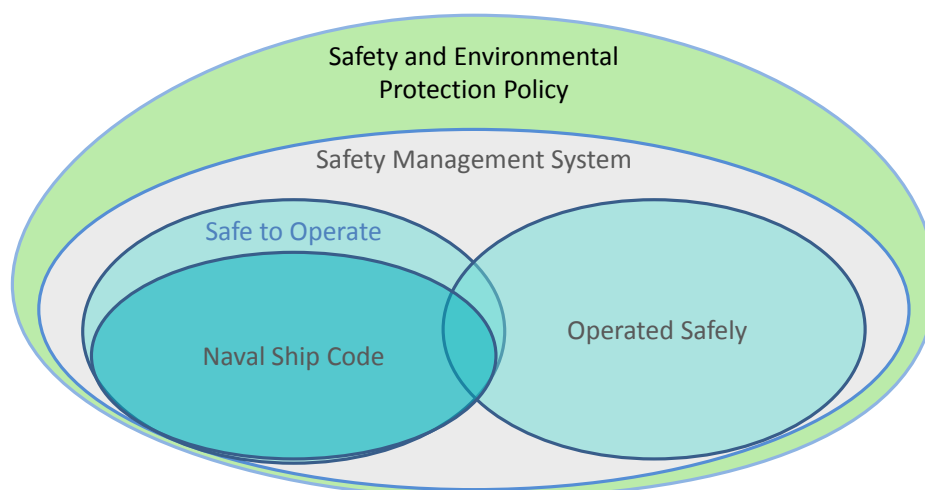 Safety and Environmental
Protection Policy
Safety Management System
Safe to Operate
Naval Ship Code
Operated Safely